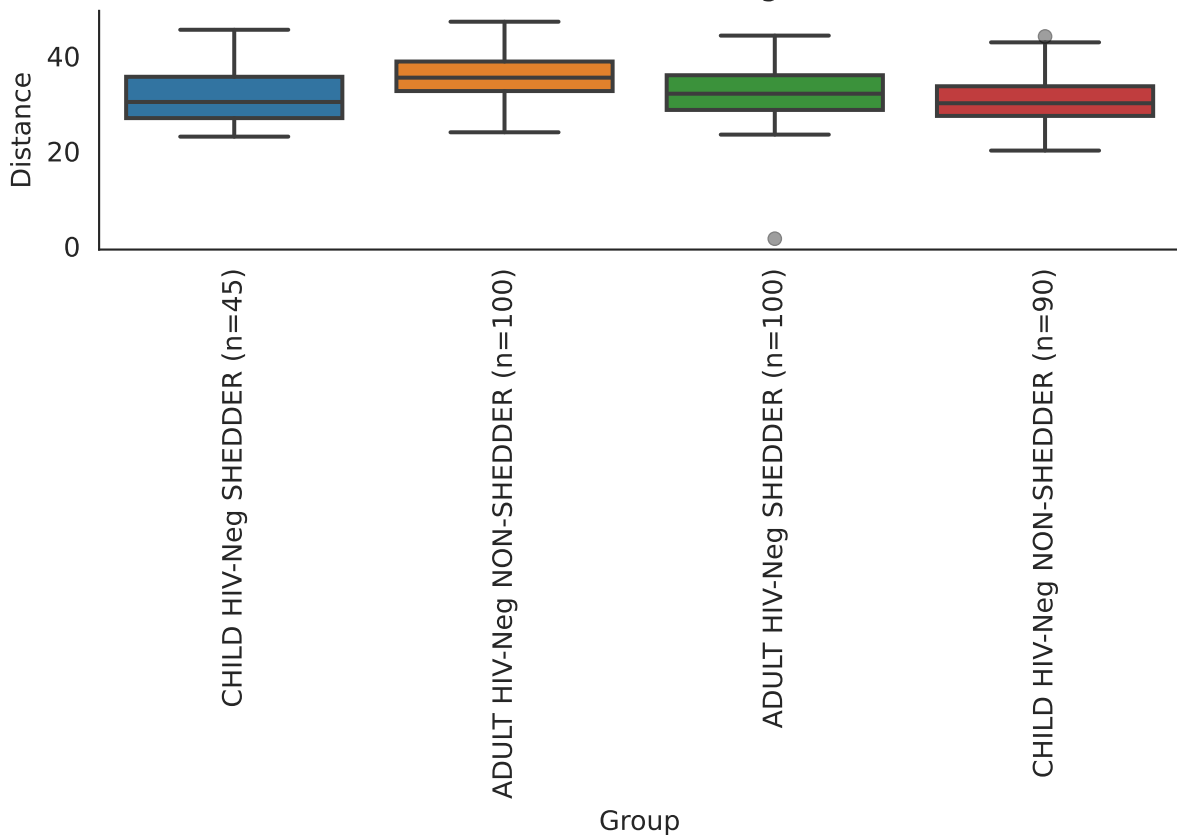 Distance
40
20
0
CHILD HIV-Neg SHEDDER (n=45)
ADULT HIV-Neg NON-SHEDDER (n=100)
ADULT HIV-Neg SHEDDER (n=100)
CHILD HIV-Neg NON-SHEDDER (n=90)
Group